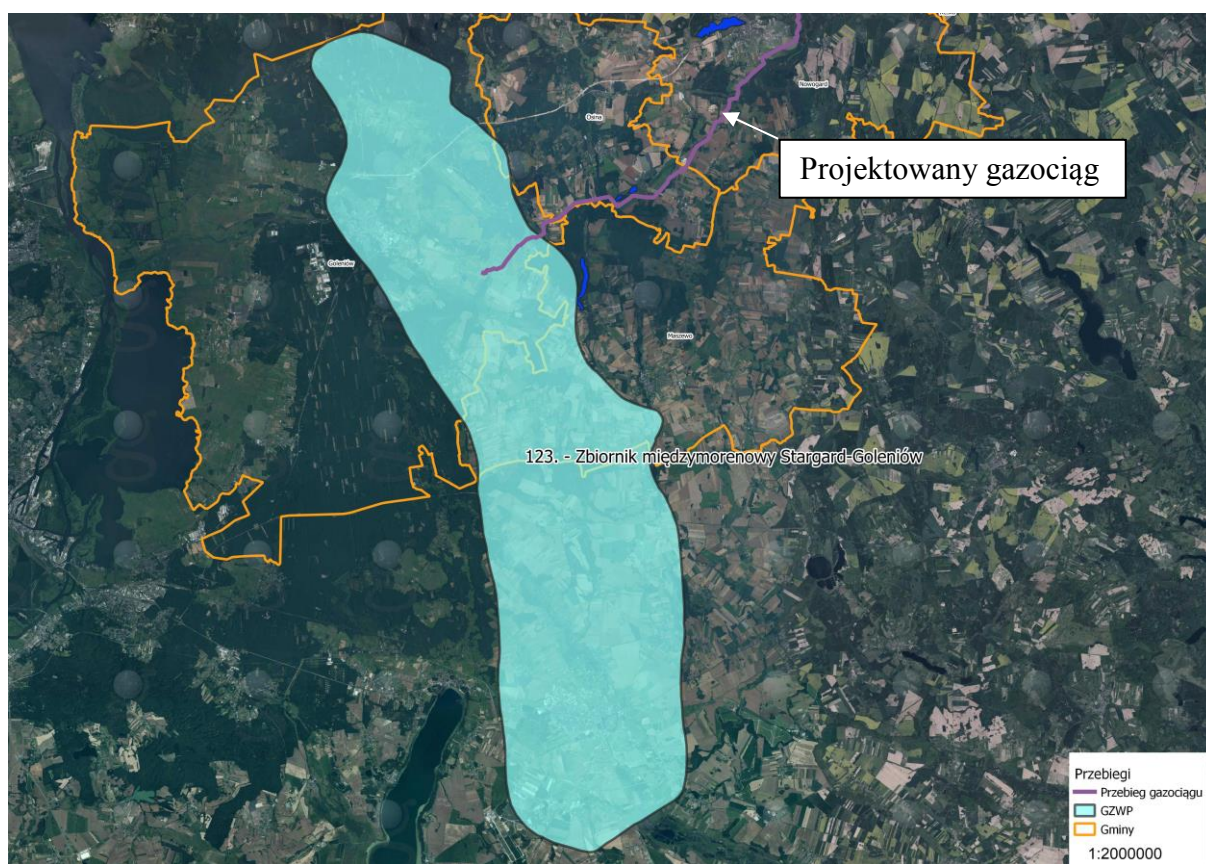 Nowogard
Osina
Projektowany gazociąg
Goleniów
Maszewo
123. - Zbiornik międzymorenowy Stargard-Goleniów
Przebiegi
Przebieg gazociągu
GZWP
Gminy
1:2000000